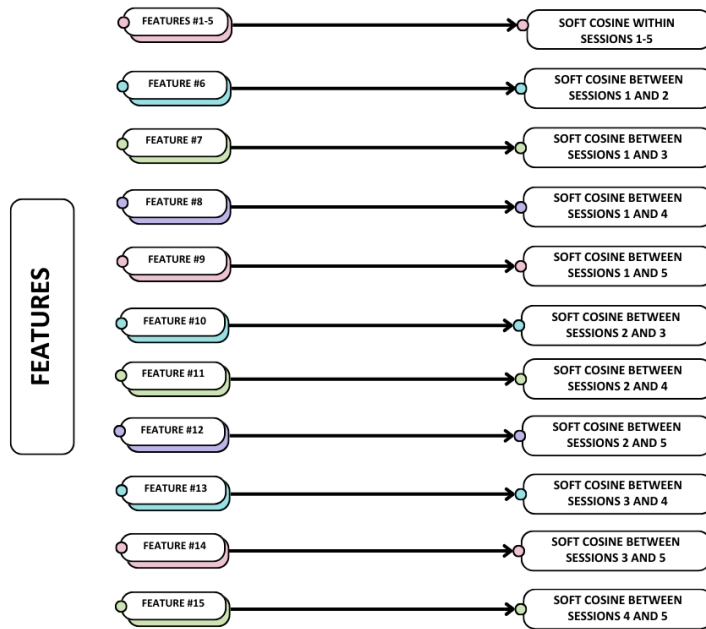 FEATURES
FEATURES #1-5
SOFT COSINE WITHIN
SESSIONS 1-5
FEATURE #6
SOFT COSINE BETWEEN
SESSIONS 1 AND 2
FEATURE #7
SOFT COSINE BETWEEN
SESSIONS 1 AND 3
FEATURE #8
SOFT COSINE BETWEEN
SESSIONS 1 AND 4
FEATURE #9
SOFT COSINE BETWEEN
SESSIONS 1 AND 5
FEATURE #10
SOFT COSINE BETWEEN
SESSIONS 2 AND 3
FEATURE #11
SOFT COSINE BETWEEN
SESSIONS 2 AND 4
FEATURE #12
SOFT COSINE BETWEEN
SESSIONS 2 AND 5
FEATURE #13
SOFT COSINE BETWEEN
SESSIONS 3 AND 4
FEATURE #14
SOFT COSINE BETWEEN
SESSIONS 3 AND 5
FEATURE #15
SOFT COSINE BETWEEN
SESSIONS 4 AND 5